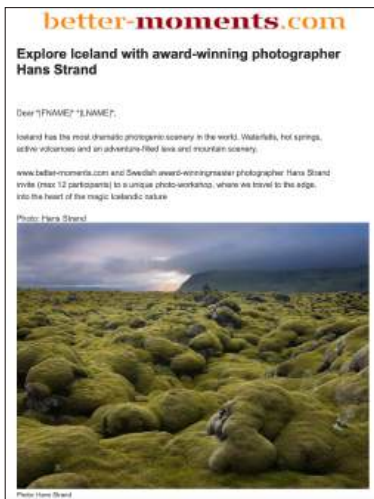 better-moments.com
Explore Iceland with award-winning photographer
Hans Strand
Dear *|FNAME|* *|LNAME|*,
Iceland has the most dramatic photogenic scenery in the world. Waterfalls, hot springs,
active volcanoes and an adventure-filled lava and mountain scenery.
www.better-moments.com and Swedish award-winningmaster photographer Hans Strand
invite (max 12 participants) to a unique photo-workshop, where we travel to the edge,
into the heart of the magic Icelandic nature
Photo: Hans Strand
Photo: Hans Strand